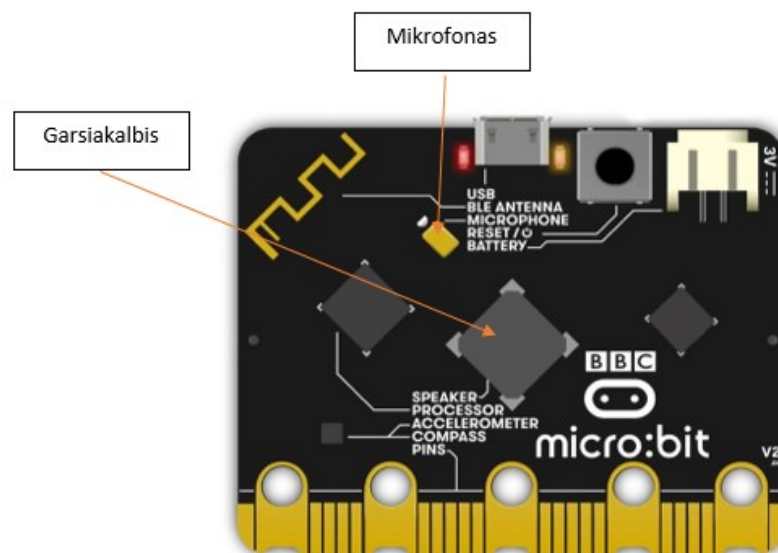 Mikrofonas
Garsiakalbis
3V
USB
BLE ANTENNA
MICROPHONE
RESET / ⏻
BATTERY
BBC
SPEAKER
PROCESSOR
ACCELEROMETER
COMPASS
PINS
micro:bit
V2